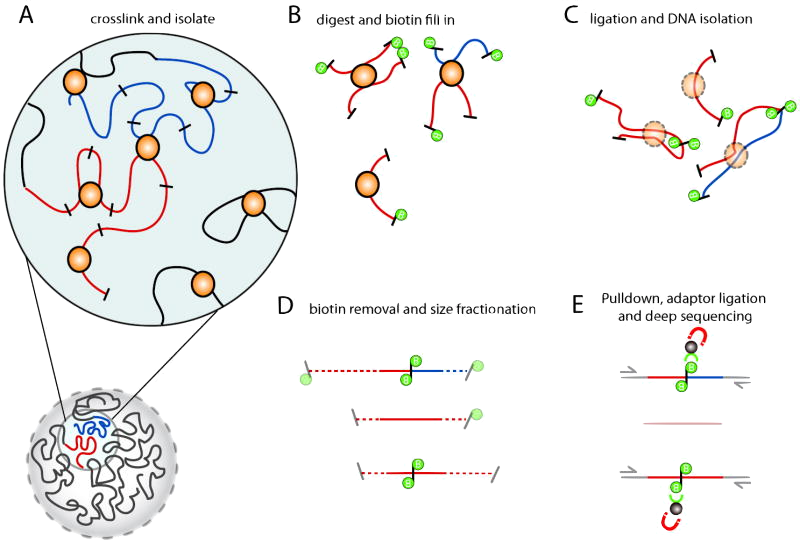 A crosslink and isolate
B digest and biotin fill in
C ligation and DNA isolation
D biotin removal and size fractionation
E Pulldown, adaptor ligation
and deep sequencing